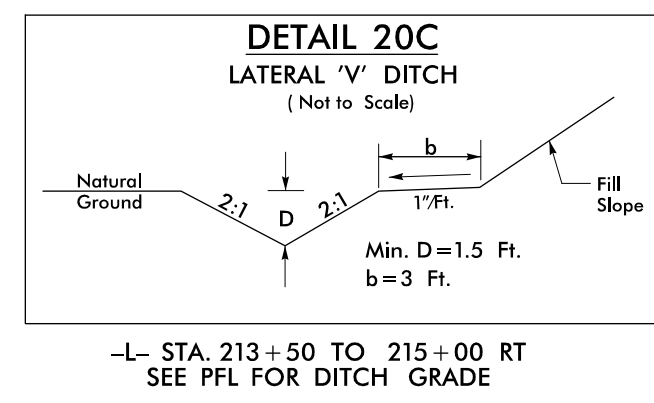 DETAIL 20C
LATERAL 'V' DITCH
( Not to Scale)
b
Natural
Ground
2:1
D
2:1
1"/Ft.
Fill
Slope
Min. D=1.5 Ft.
b=3 Ft.
-L- STA. 213+50 TO 215+00 RT
SEE PFL FOR DITCH GRADE